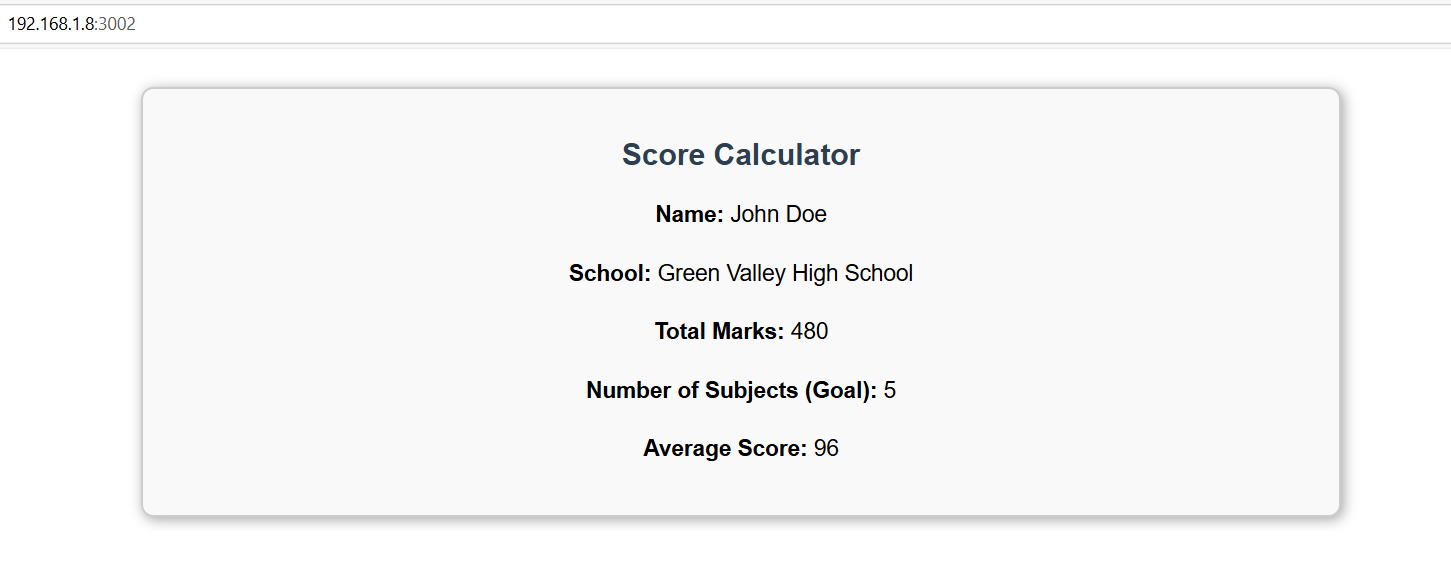 192.168.1.8:3002
Score Calculator
Name: John Doe
School: Green Valley High School
Total Marks: 480
Number of Subjects (Goal): 5
Average Score: 96